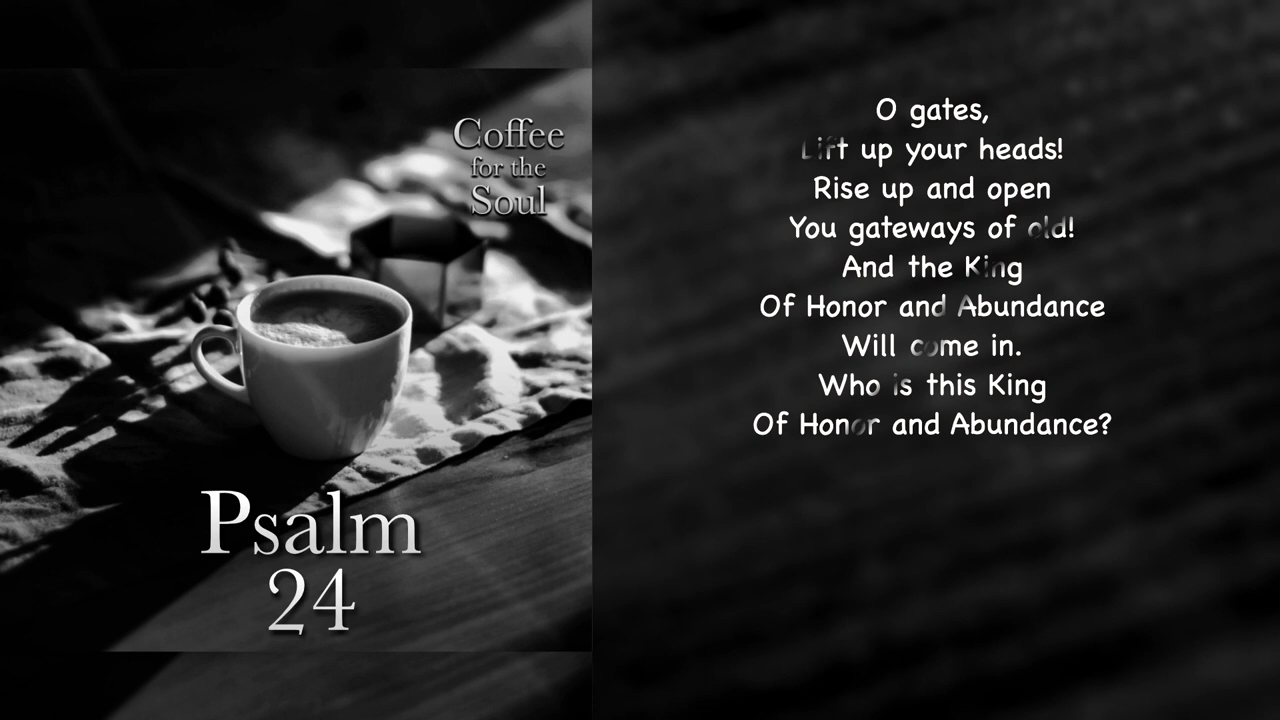 Coffee
for the
Soul
Psalm
24
O gates,
Lift up your heads!
Rise up and open
You gateways of old!
And the King
Of Honor and Abundance
Will come in.
Who is this King
Of Honor and Abundance?